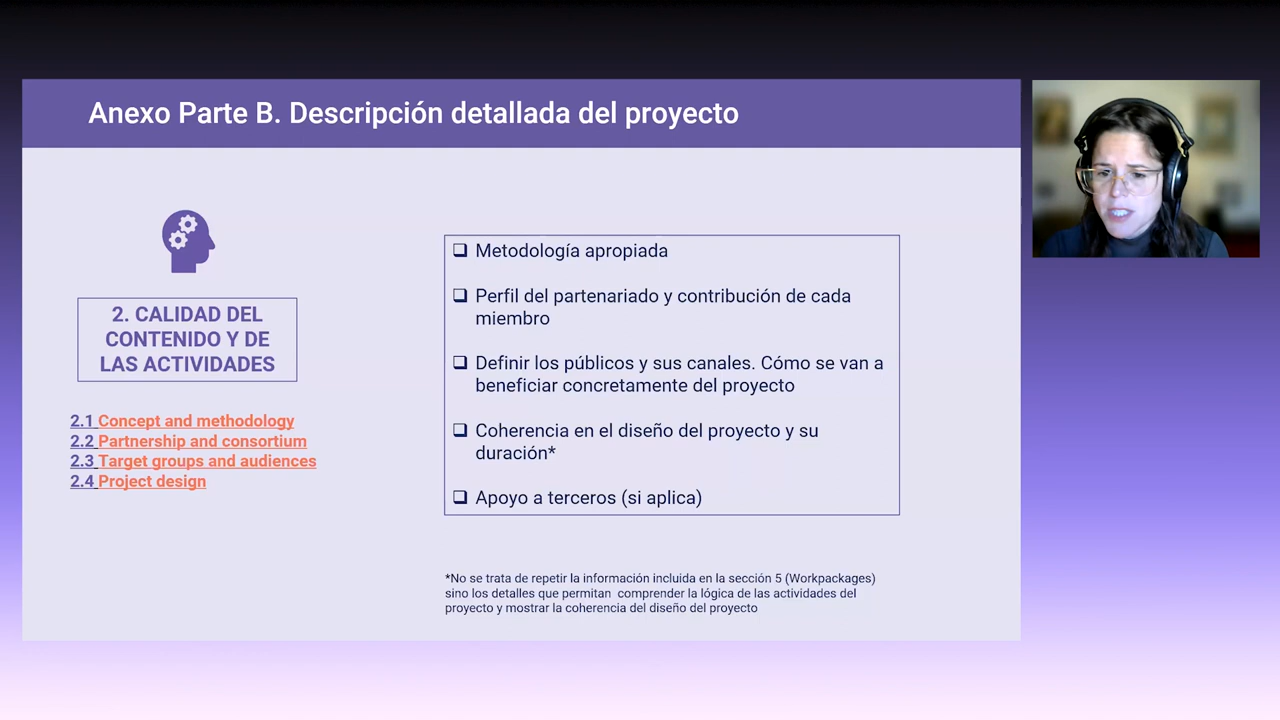 Anexo Parte B. Descripción detallada del proyecto
2. CALIDAD DEL
CONTENIDO Y DE
LAS ACTIVIDADES
2.1 Concept and methodology
2.2 Partnership and consortium
2.3 Target groups and audiences
2.4 Project design
Metodología apropiada
Perfil del partenariado y contribución de cada
miembro
Definir los públicos y sus canales. Cómo se van a
beneficiar concretamente del proyecto
Coherencia en el diseño del proyecto y su
duración*
Apoyo a terceros (si aplica)
*No se trata de repetir la información incluida en la sección 5 (Workpackages)
sino los detalles que permitan comprender la lógica de las actividades del
proyecto y mostrar la coherencia del diseño del proyecto